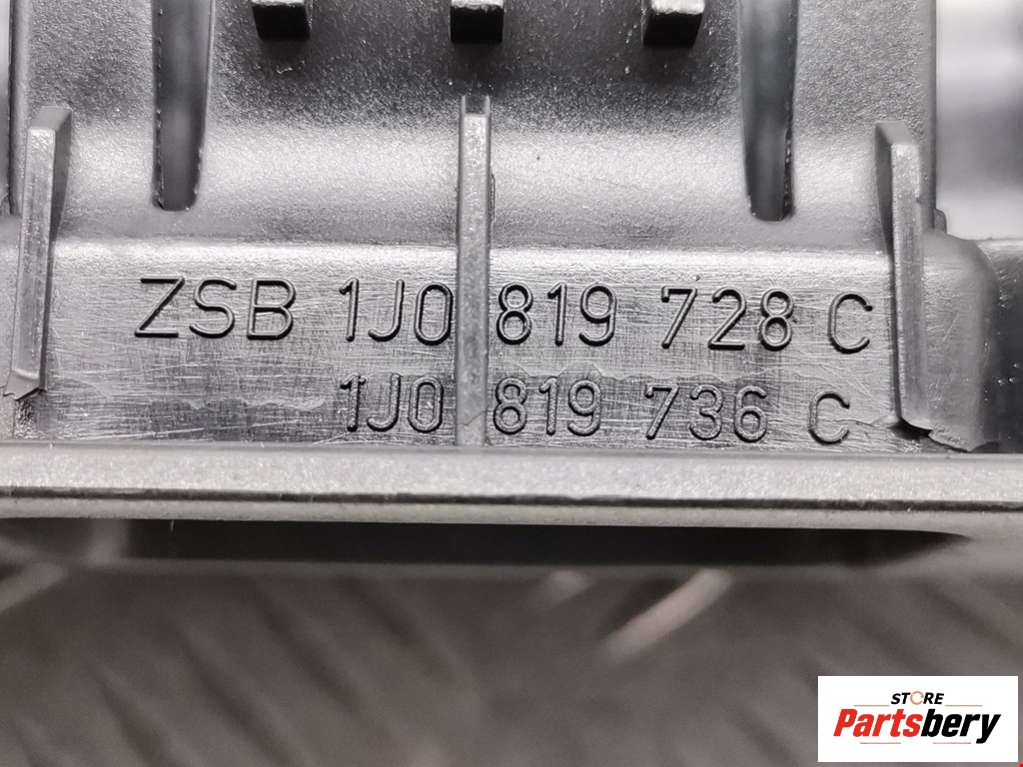 ZSB 1J0 819 728 C
1J0 819 736 C
STORE
Partsbery